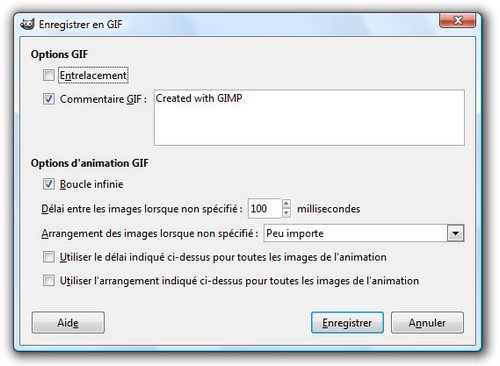 Enregistrer en GIF
Options GIF
Entrelacement
Commentaire GIF :
Created with GIMP
Options d'animation GIF
Boucle infinie
Délai entre les images lorsque non spécifié : 100 millisecondes
Arrangement des images lorsque non spécifié : Peu importe
Utiliser le délai indiqué ci-dessus pour toutes les images de l'animation
Utiliser l'arrangement indiqué ci-dessus pour toutes les images de l'animation
Aide
Enregistrer
Annuler